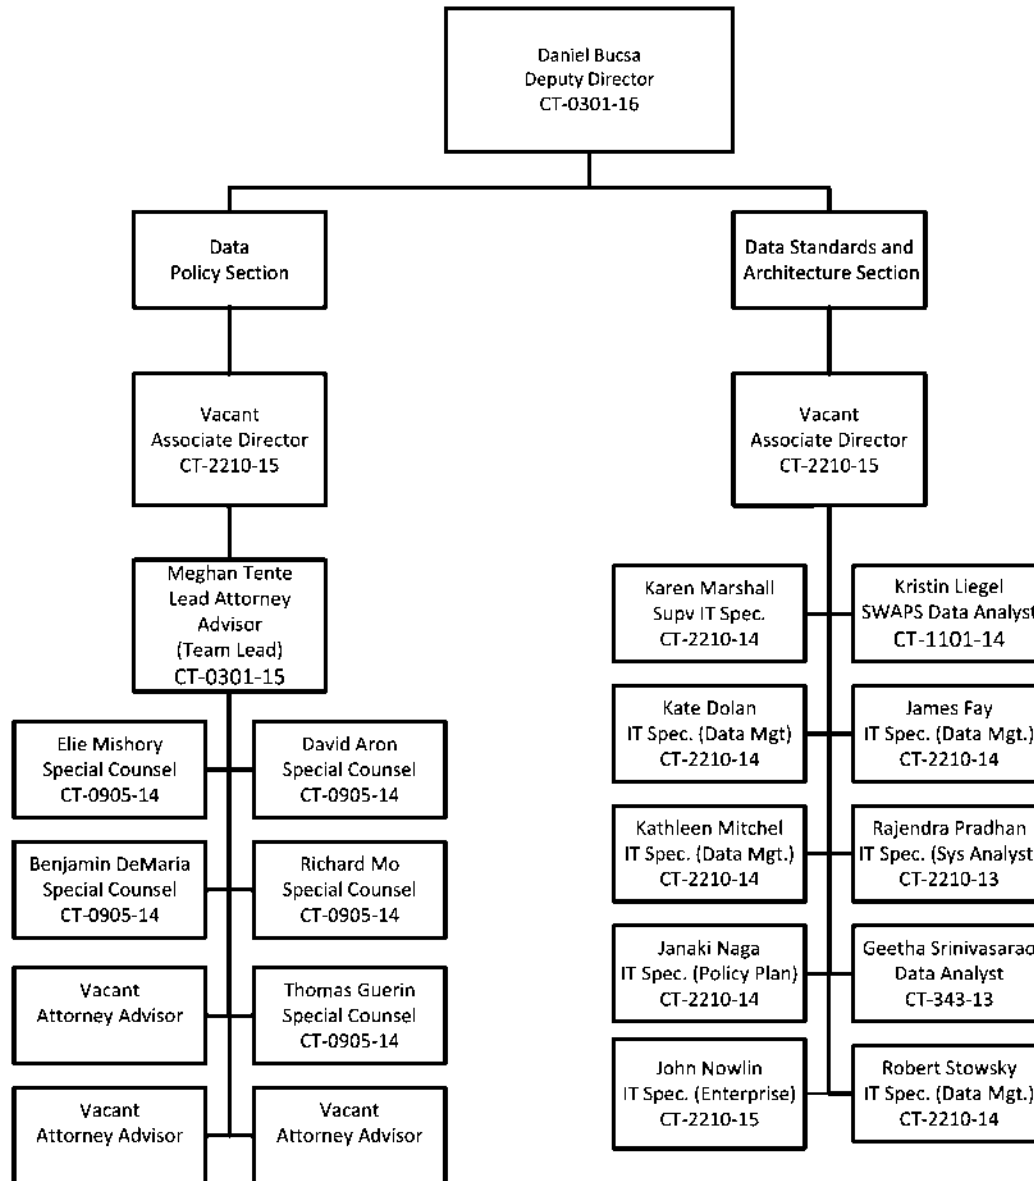 Daniel Bucsa
Deputy Director
CT-0301-16
Data
Policy Section
Data Standards and
Architecture Section
Vacant
Associate Director
CT-2210-15
Vacant
Associate Director
CT-2210-15
Meghan Tente
Lead Attorney
Advisor
(Team Lead)
CT-0301-15
Elie Mishory
Special Counsel
CT-0905-14
David Aron
Special Counsel
CT-0905-14
Benjamin DeMaria
Special Counsel
CT-0905-14
Richard Mo
Special Counsel
CT-0905-14
Vacant
Attorney Advisor
Thomas Guerin
Special Counsel
CT-0905-14
Vacant
Attorney Advisor
Vacant
Attorney Advisor
Karen Marshall
Supv IT Spec.
CT-2210-14
Kristin Liegel
SWAPS Data Analyst
CT-1101-14
Kate Dolan
IT Spec. (Data Mgt)
CT-2210-14
James Fay
IT Spec. (Data Mgt.)
CT-2210-14
Kathleen Mitchel
IT Spec. (Data Mgt.)
CT-2210-14
Rajendra Pradhan
IT Spec. (Sys Analyst
CT-2210-13
Janaki Naga
IT Spec. (Policy Plan)
CT-2210-14
Geetha Srinivasarao
Data Analyst
CT-343-13
John Nowlin
IT Spec. (Enterprise)
CT-2210-15
Robert Stowsky
IT Spec. (Data Mgt.)
CT-2210-14